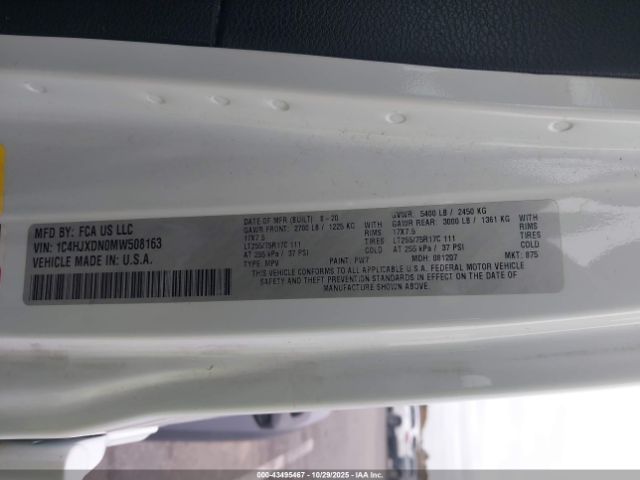 MFD BY: FCA US LLC
VIN: 1C4HJXDN0MW508163
VEHICLE MADE IN: U.S.A.
DATE OF MFR (BUILT) 8-20
GAWR FRONT: 2700 LB / 1225 KG WITH
17X7.5 RIMS
LT255/75R17C 111 TIRES
AT 255 kPa / 37 PSI COLD
TYPE: MPV PAINT: PW7
GVWR: 5400 LB / 2450 KG
GAWR REAR: 3000 LB / 1361 KG WITH
17X7.5 RIMS
LT255/75R17C 111 TIRES
AT 255 kPa / 37 PSI COLD
MDH: 081207 MKT: 875
THIS VEHICLE CONFORMS TO ALL APPLICABLE U.S.A. FEDERAL MOTOR VEHICLE
SAFETY AND THEFT PREVENTION STANDARDS IN EFFECT ON THE DATE OF
MANUFACTURE SHOWN ABOVE.
000-43495467 - 10/29/2025 - IAAI.COM